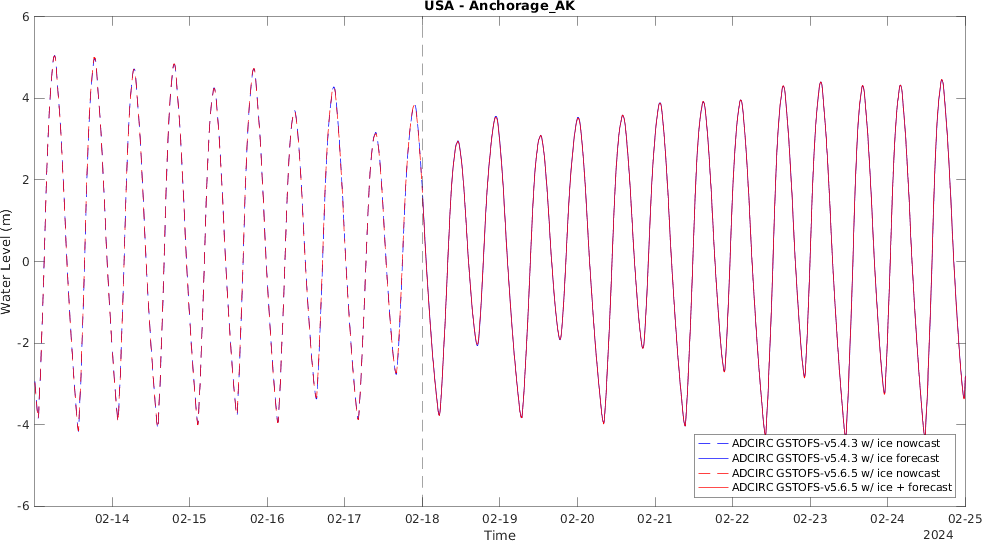 USA - Anchorage_AK
6
4
2
0
-2
-4
-6
Water Level (m)
ADCIRC GSTOFS-v5.4.3 w/ ice nowcast
ADCIRC GSTOFS-v5.4.3 w/ ice forecast
ADCIRC GSTOFS-v5.6.5 w/ ice nowcast
ADCIRC GSTOFS-v5.6.5 w/ ice + forecast
02-14 02-15 02-16 02-17 02-18 02-19 02-20 02-21 02-22 02-23 02-24 02-25
Time
2024